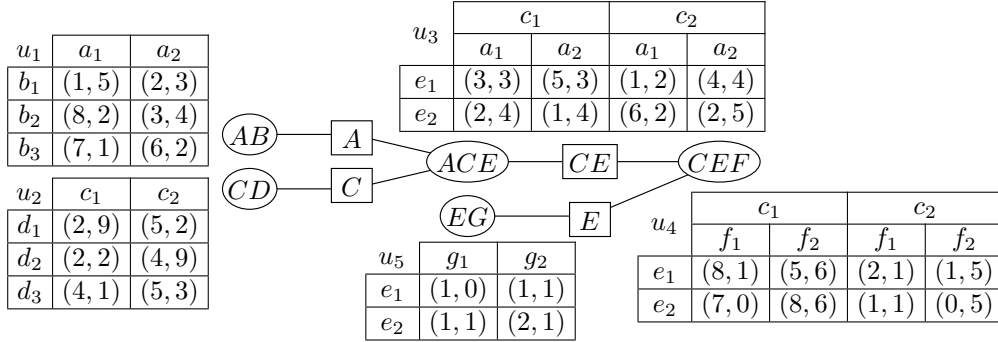 u1 a1 a2
b1 (1, 5) (2, 3)
b2 (8, 2) (3, 4)
b3 (7, 1) (6, 2)
u2 c1 c2
d1 (2, 9) (5, 2)
d2 (2, 2) (4, 9)
d3 (4, 1) (5, 3)
u3 c1 c2
a1 a2 a1 a2
e1 (3, 3) (5, 3) (1, 2) (4, 4)
e2 (2, 4) (1, 4) (6, 2) (2, 5)
AB A
ACE CE CEF
CD C
EG E
u5 g1 g2
e1 (1, 0) (1, 1)
e2 (1, 1) (2, 1)
u4 c1 c2
f1 f2 f1 f2
e1 (8, 1) (5, 6) (2, 1) (1, 5)
e2 (7, 0) (8, 6) (1, 1) (0, 5)